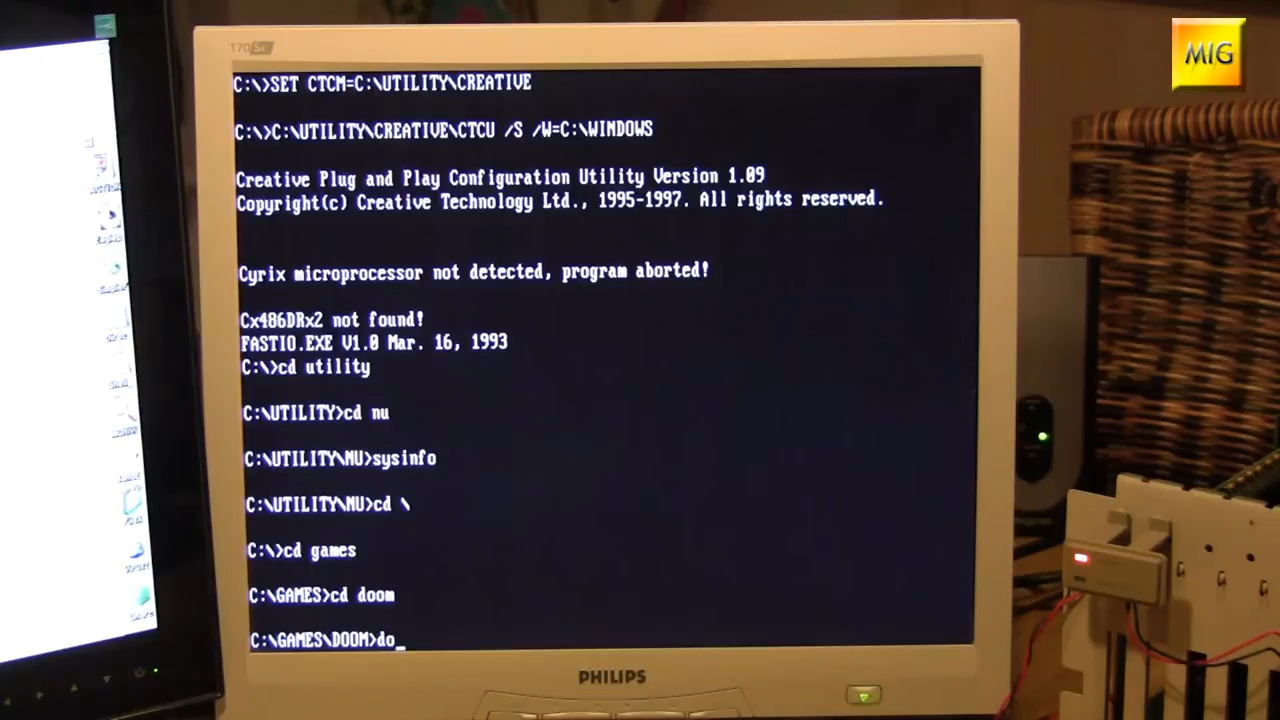 170S
MIG
C:\>SET CTCM=C:\UTILITY\CREATIVE
C:\>C:\UTILITY\CREATIVE\CTCU /S /W=C:\WINDOWS
Creative Plug and Play Configuration Utility Version 1.09
Copyright(c) Creative Technology Ltd., 1995-1997. All rights reserved.
Cyrix microprocessor not detected, program aborted!
Cx486DRx2 not found!
FASTIO.EXE V1.0 Mar. 16, 1993
C:\>cd utility
C:\UTILITY>cd nu
C:\UTILITY\NU>sysinfo
C:\UTILITY\NU>cd \
C:\>cd games
C:\GAMES>cd doom
C:\GAMES\DOOM>do_
PHILIPS